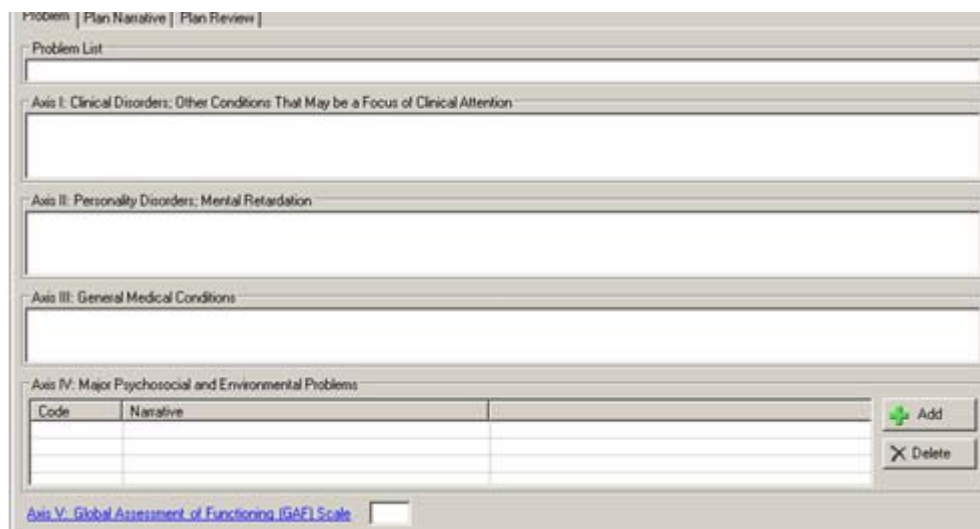 Problem Plan Narrative Plan Review
Problem List
Axis I: Clinical Disorders; Other Conditions That May be a Focus of Clinical Attention
Axis II: Personality Disorders; Mental Retardation
Axis III: General Medical Conditions
Axis IV: Major Psychosocial and Environmental Problems
Code Narrative
Add
Delete
Axis V: Global Assessment of Functioning (GAF) Scale